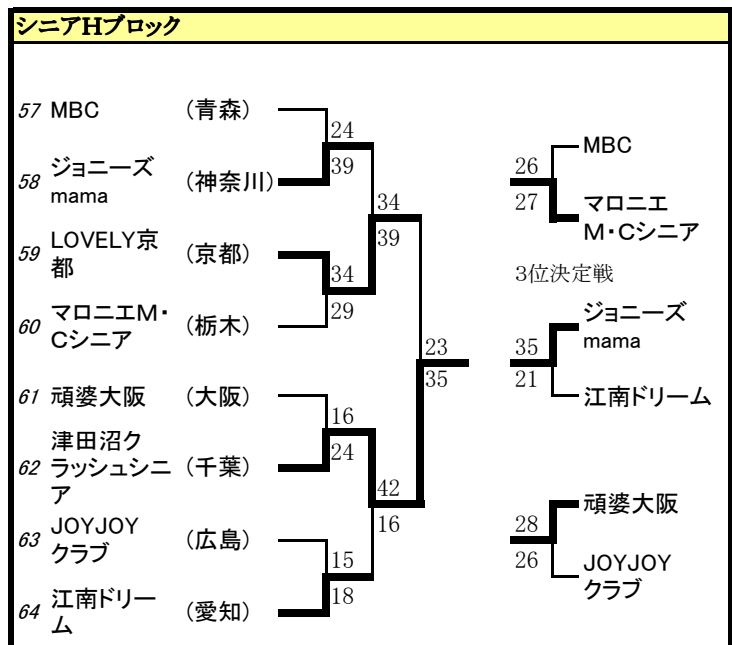 シニアHブロック
57 MBC (青森)
24
39
58 ジョニーズ
mama
(神奈川)
34
39
59 LOVELY京
都
(京都)
34
29
60 マロニエM・
Cシニア
(栃木)
23
35
61 頑婆大阪 (大阪)
16
24
62 津田沼ク
ラッシュシニ
ア
(千葉)
42
16
63 JOYJOY
クラブ
(広島)
15
18
64 江南ドリー
ム
(愛知)
MBC
26
27
マロニエ
M・Cシニア
3位決定戦
ジョニーズ
mama
35
21
江南ドリーム
頑婆大阪
28
26
JOYJOY
クラブ